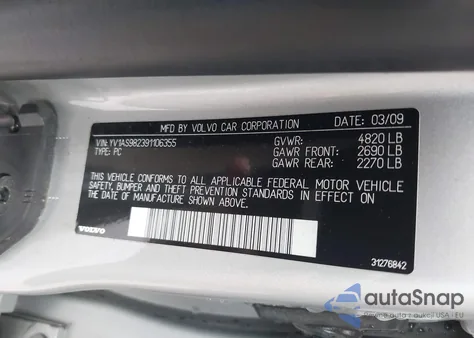 MFD BY VOLVO CAR CORPORATION DATE: 03/09
VIN: YV1AS982391106355 GVWR: 4820 LB
TYPE: PC GAWR FRONT: 2690 LB
GAWR REAR: 2270 LB
THIS VEHICLE CONFORMS TO ALL APPLICABLE FEDERAL MOTOR VEHICLE
SAFETY, BUMPER AND THEFT PREVENTION STANDARDS IN EFFECT ON
THE DATE OF MANUFACTURE SHOWN ABOVE.
VOLVO 31276842
autoSnap